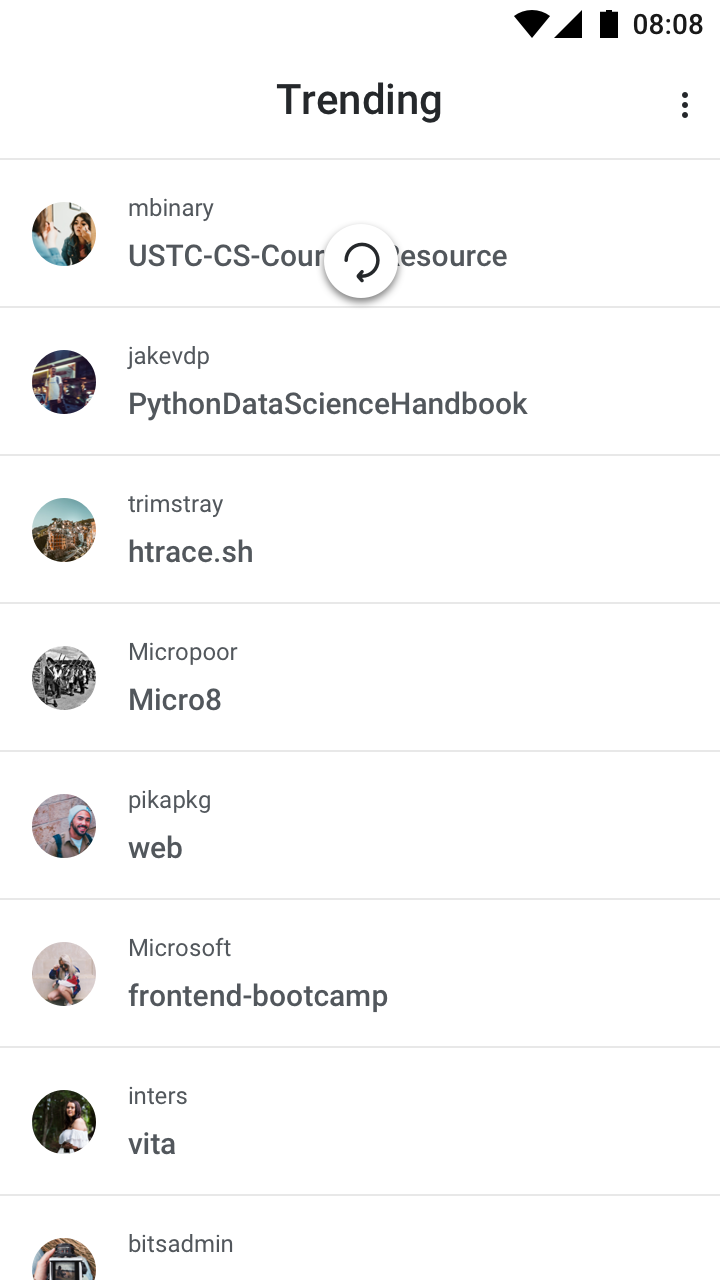 08:08
Trending
mbinary
USTC-CS-Cour esource
jakevdp
PythonDataScienceHandbook
trimstray
htrace.sh
Micropoor
Micro8
pikapkg
web
Microsoft
frontend-bootcamp
inters
vita
bitsadmin